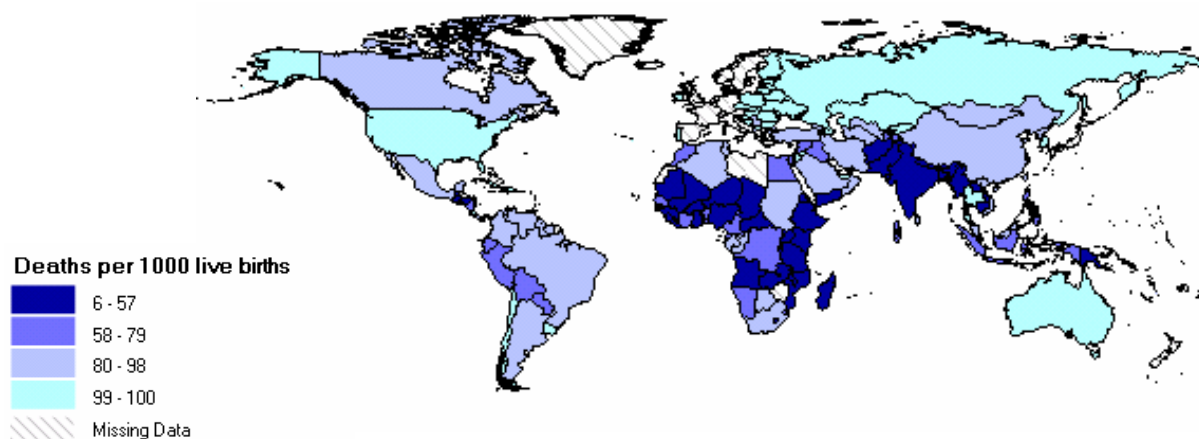 Deaths per 1000 live births
6 - 57
58 - 79
80 - 98
99 - 100
Missing Data